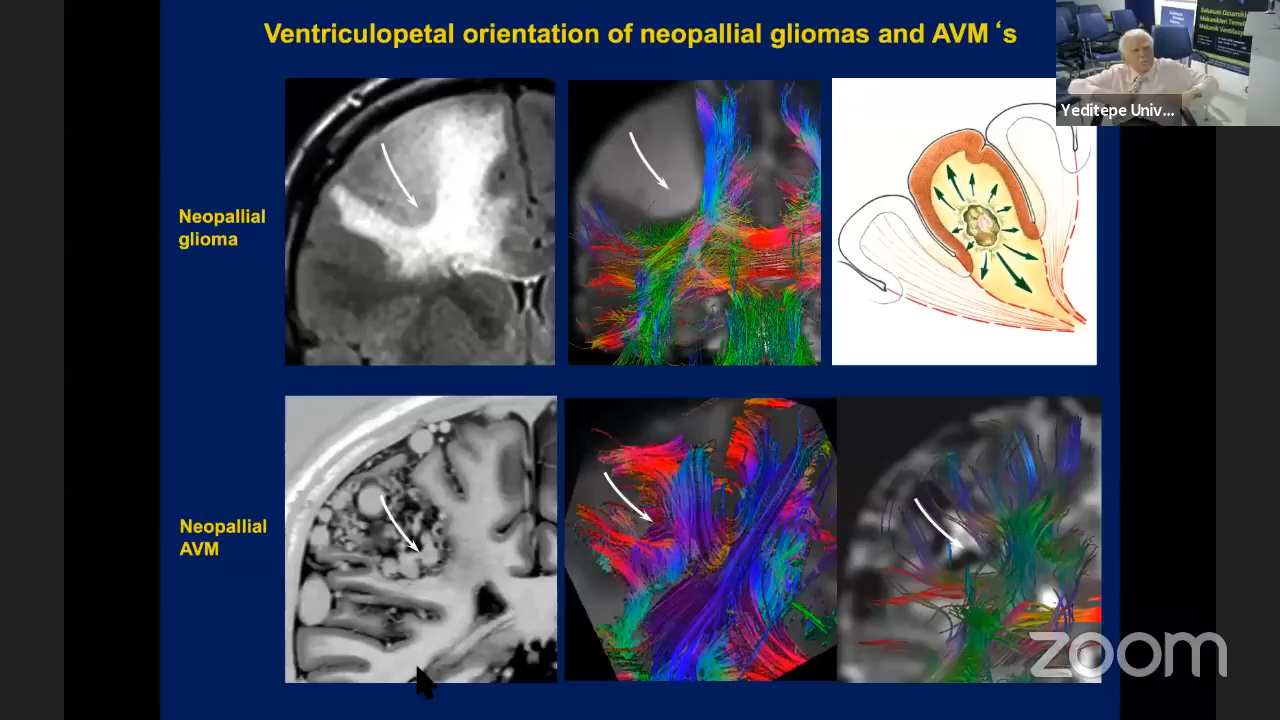 Ventriculopetal orientation of neopallial gliomas and AVM ‘s
Yeditepe Univ...
Neopallial
glioma
Neopallial
AVM
zoom